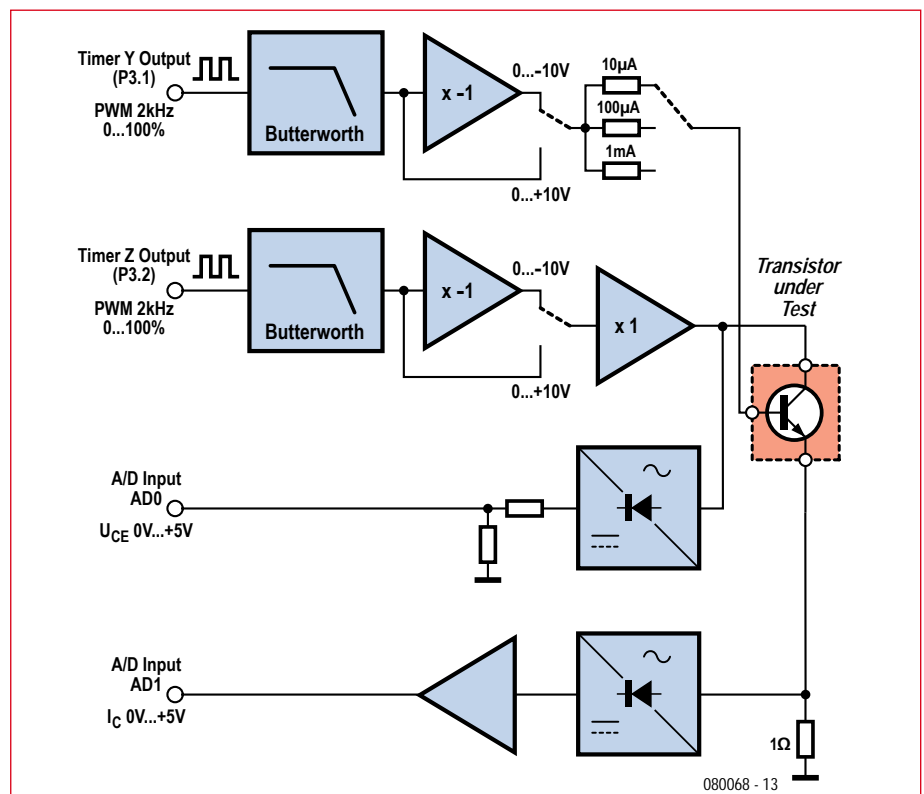 Timer Y Output
(P3.1)
PWM 2kHz
0...100%
Butterworth
x -1
0...-10V
0...+10V
10µA
100µA
1mA
Timer Z Output
(P3.2)
PWM 2kHz
0...100%
Butterworth
x -1
0...-10V
0...+10V
x 1
Transistor
under
Test
A/D Input
AD0
UCE 0V...+5V
A/D Input
AD1
IC 0V...+5V
1Ω
080068 - 13